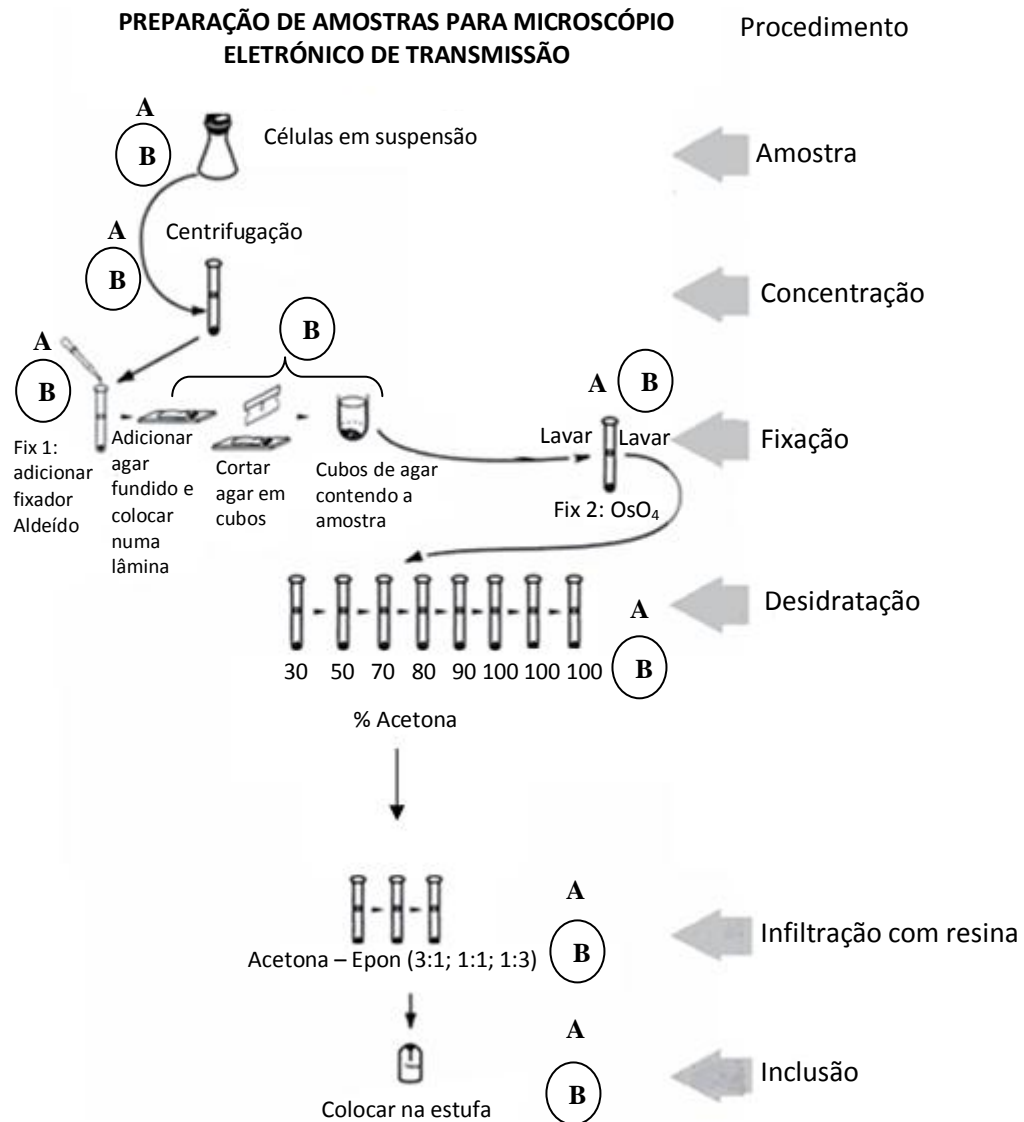 PREPARAÇÃO DE AMOSTRAS PARA MICROSCÓPIO
ELETRÓNICO DE TRANSMISSÃO
Procedimento
A
B
Células em suspensão
Amostra
A
B
Centrifugação
Concentração
B
A
B
A
B
Fix 1:
adicionar
fixador
Aldeído
Adicionar
agar
fundido e
colocar
numa
lâmina
Cortar
agar em
cubos
Cubos de agar
contendo a
amostra
Lavar
Lavar
Fix 2: OsO₄
Fixação
30 50 70 80 90 100 100 100
A
B
Desidratação
% Acetona
A
B
Acetona – Epon (3:1; 1:1; 1:3)
Infiltração com resina
A
B
Colocar na estufa
Inclusão